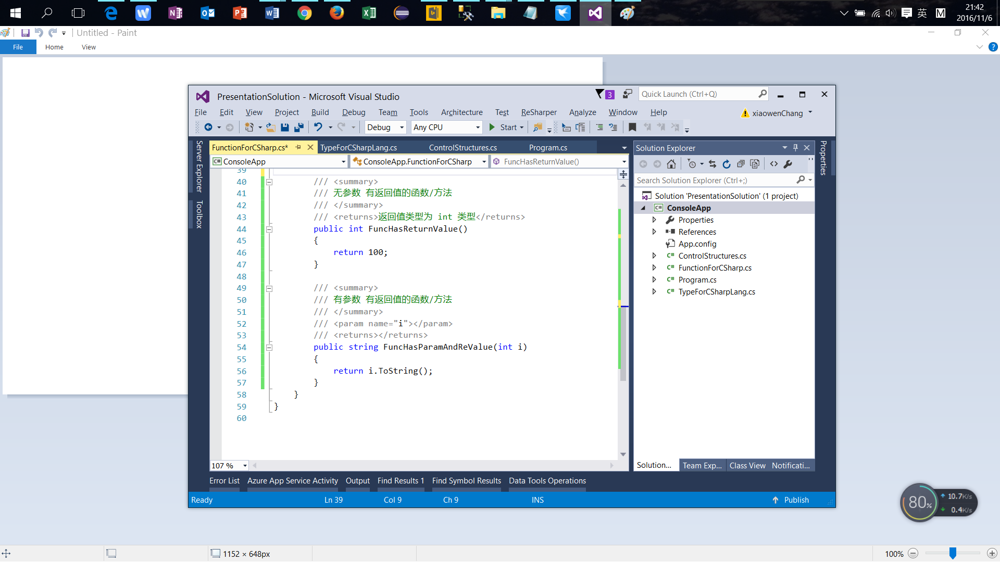 21:42
英
2016/11/6
Untitled - Paint
File Home View
PresentationSolution - Microsoft Visual Studio
3
Quick Launch (Ctrl+Q)
File Edit View Project Build Debug Team Tools Architecture Test ReSharper Analyze Window Help
xiaowenChang
Debug Any CPU Start
Server Explorer
Toolbox
FunctionForCSharp.cs* TypeForCSharpLang.cs ControlStructures.cs Program.cs
ConsoleApp ConsoleApp.FunctionForCSharp FuncHasReturnValue()
39
40 /// <summary>
41 /// 无参数 有返回值的函数/方法
42 /// </summary>
43 /// <returns>返回值类型为 int 类型</returns>
44 public int FuncHasReturnValue()
45 {
46 return 100;
47 }
48
49 /// <summary>
50 /// 有参数 有返回值的函数/方法
51 /// </summary>
52 /// <param name="i"></param>
53 /// <returns></returns>
54 public string FuncHasParamAndReValue(int i)
55 {
56 return i.ToString();
57 }
58 }
59 }
60
107 %
Solution Explorer
Properties
Search Solution Explorer (Ctrl+;)
Solution 'PresentationSolution' (1 project)
C# ConsoleApp
Properties
References
App.config
C# ControlStructures.cs
C# FunctionForCSharp.cs
C# Program.cs
C# TypeForCSharpLang.cs
Solution... Team Exp... Class View Notificati...
Error List Azure App Service Activity Output Find Results 1 Find Symbol Results Data Tools Operations
Ready Ln 39 Col 9 Ch 9 INS Publish
80% 10.7K/s
0.4K/s
1152 × 648px
100%